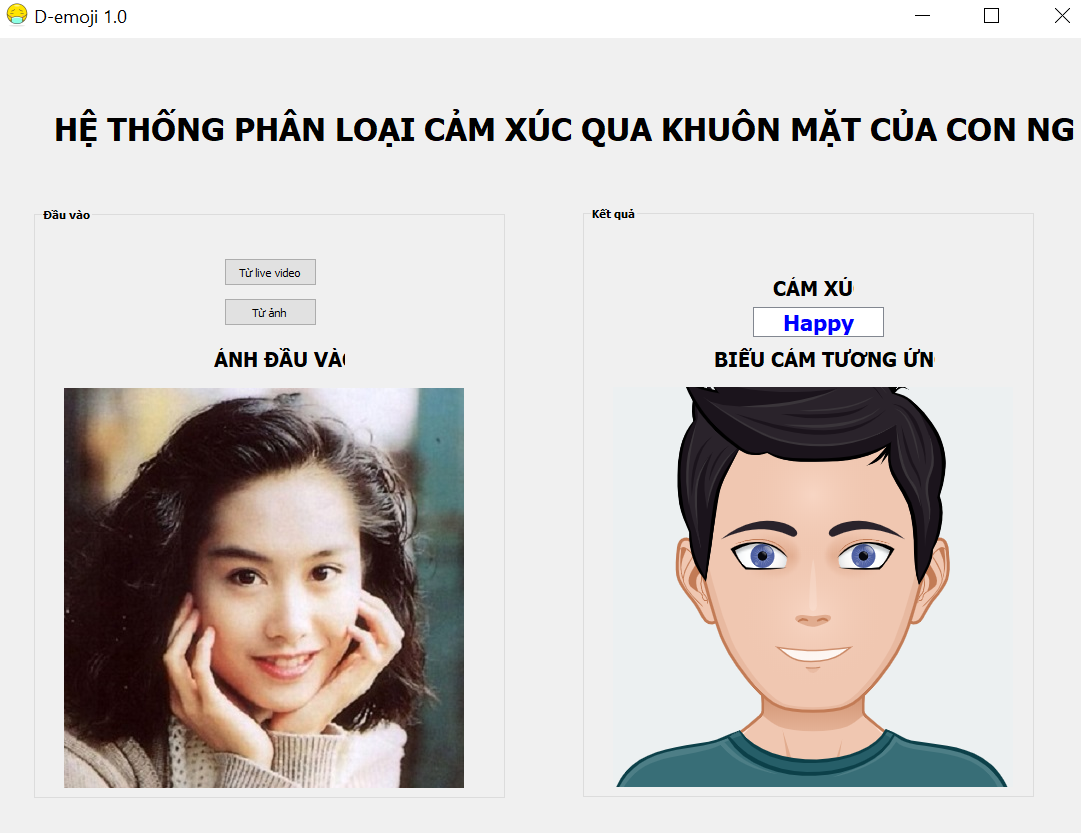 D-emoji 1.0
HỆ THỐNG PHÂN LOẠI CẢM XÚC QUA KHUÔN MẶT CỦA CON NG
Đầu vào
Từ live video
Từ ảnh
ẢNH ĐẦU VÀO
Kết quả
CẢM XÚ
Happy
BIỂU CẢM TƯƠNG ỨN